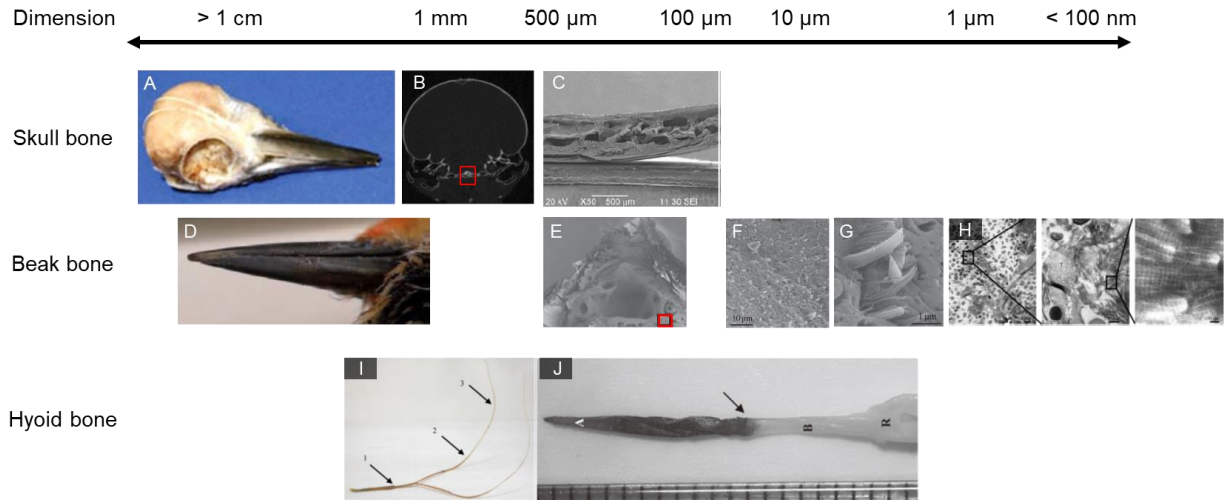 Dimension > 1 cm 1 mm 500 µm 100 µm 10 µm 1 µm < 100 nm
Skull bone
A
B
C
20 kV X50 500 µm 11 30 SEI
Beak bone
D
E
F
10 µm
G
1 µm
H
Hyoid bone
I
1
2
3
J
A
B
R